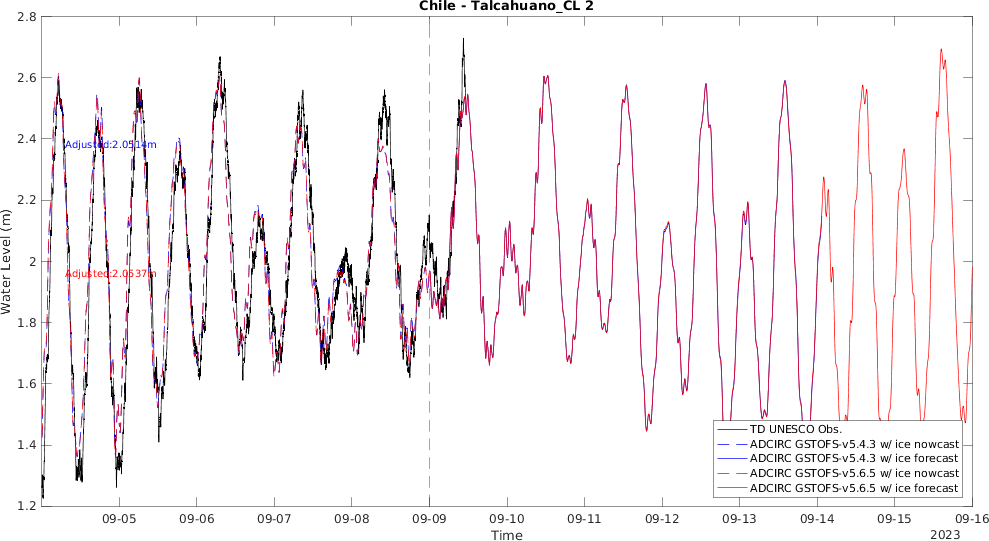 Chile - Talcahuano_CL 2
2.8
2.6
2.4
2.2
2
1.8
1.6
1.4
1.2
Water Level (m)
Adjusted:2.0514m
Adjusted:2.0537m
TD UNESCO Obs.
ADCIRC GSTOFS-v5.4.3 w/ ice nowcast
ADCIRC GSTOFS-v5.4.3 w/ ice forecast
ADCIRC GSTOFS-v5.6.5 w/ ice nowcast
ADCIRC GSTOFS-v5.6.5 w/ ice forecast
09-05 09-06 09-07 09-08 09-09 09-10 09-11 09-12 09-13 09-14 09-15 09-16
Time
2023